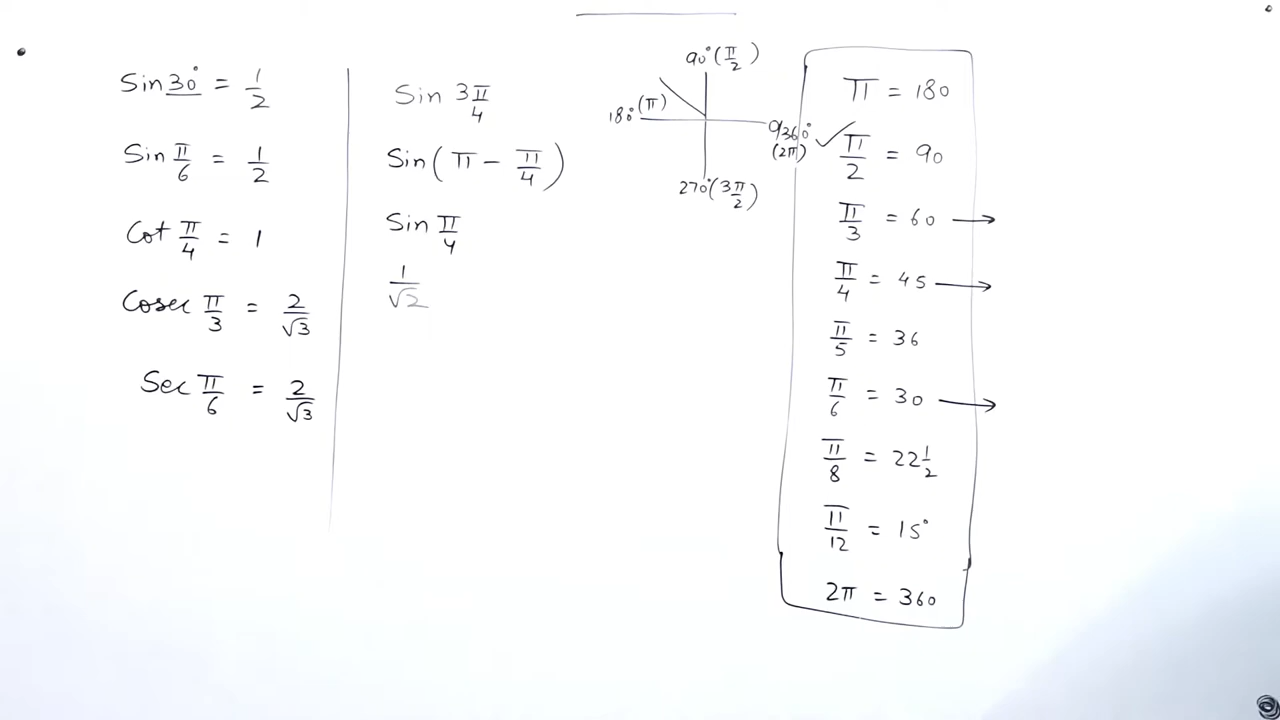 Sin 30° = 1/2
Sin π/6 = 1/2
Cot π/4 = 1
Cosec π/3 = 2/√3
Sec π/6 = 2/√3
Sin 3π/4
Sin(π − π/4)
Sin π/4
1/√2
90°(π/2)
180°(π)
0,360°
(2π)
270°(3π/2)
π = 180
π/2 = 90
π/3 = 60 →
π/4 = 45 →
π/5 = 36
π/6 = 30 →
π/8 = 22 1/2
π/12 = 15°
2π = 360